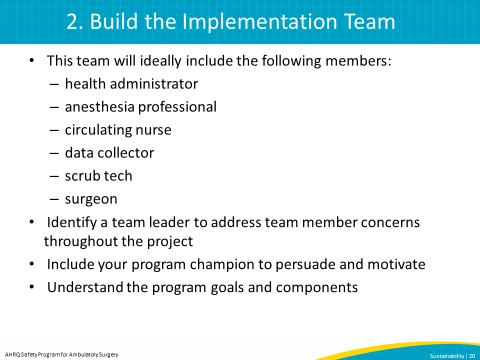 2. Build the Implementation Team
• This team will ideally include the following members:
– health administrator
– anesthesia professional
– circulating nurse
– data collector
– scrub tech
– surgeon
• Identify a team leader to address team member concerns
throughout the project
• Include your program champion to persuade and motivate
• Understand the program goals and components
AHRQ Safety Program for Ambulatory Surgery
Sustainability | 20